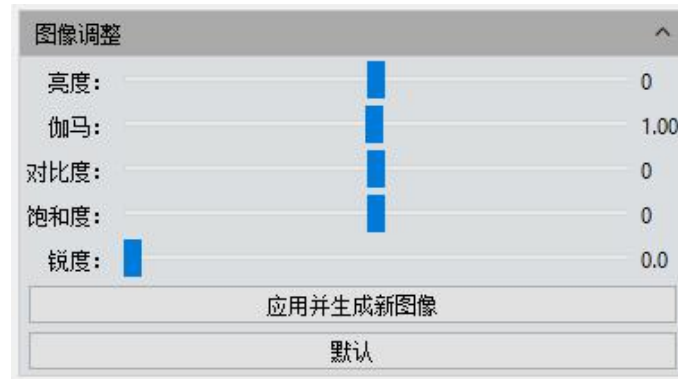 图像调整
亮度： 0
伽马： 1.00
对比度： 0
饱和度： 0
锐度： 0.0
应用并生成新图像
默认